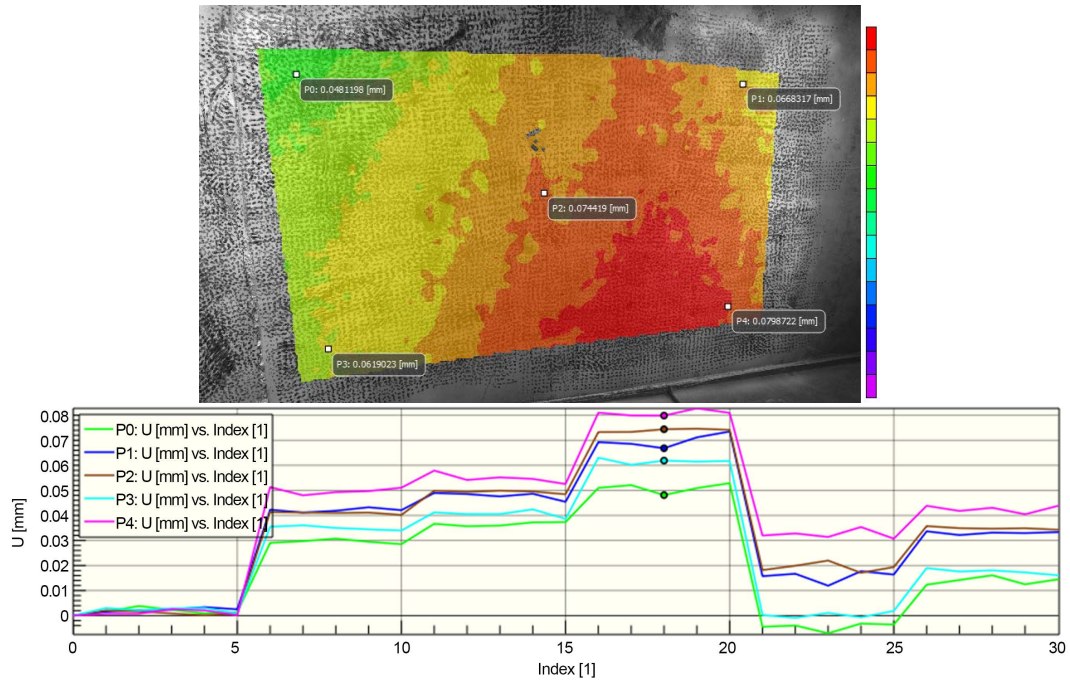 P0: 0.0481198 [mm]
P1: 0.0668317 [mm]
P2: 0.074419 [mm]
P4: 0.0798722 [mm]
P3: 0.0619023 [mm]
U [mm]
0.08
0.07
0.06
0.05
0.04
0.03
0.02
0.01
0
P0: U [mm] vs. Index [1]
P1: U [mm] vs. Index [1]
P2: U [mm] vs. Index [1]
P3: U [mm] vs. Index [1]
P4: U [mm] vs. Index [1]
0 5 10 15 20 25 30
Index [1]